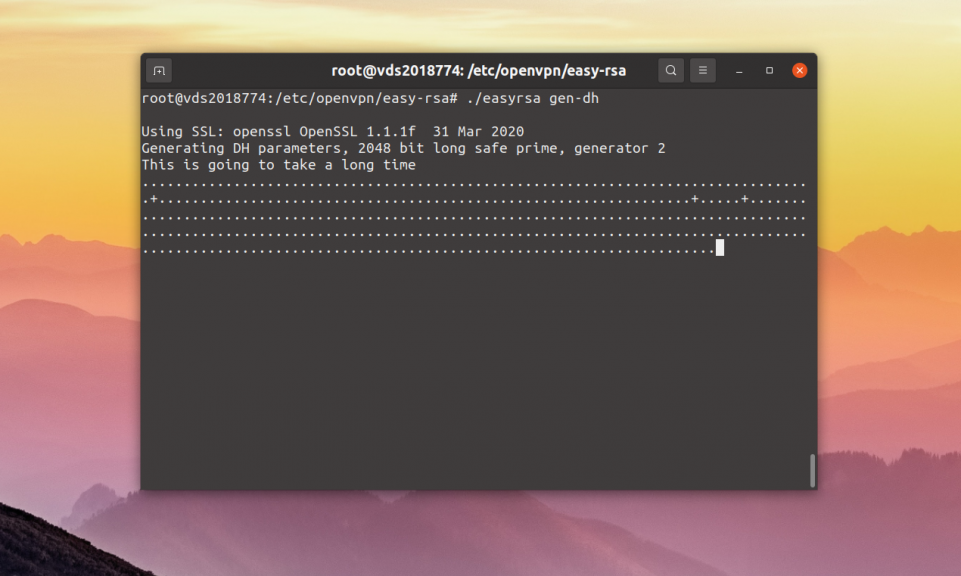 root@vds2018774: /etc/openvpn/easy-rsa
root@vds2018774:/etc/openvpn/easy-rsa# ./easyrsa gen-dh
Using SSL: openssl OpenSSL 1.1.1f  31 Mar 2020
Generating DH parameters, 2048 bit long safe prime, generator 2
This is going to take a long time
................................................................................
.+................................................................+.....+.......
................................................................................
................................................................................
.....................................................................